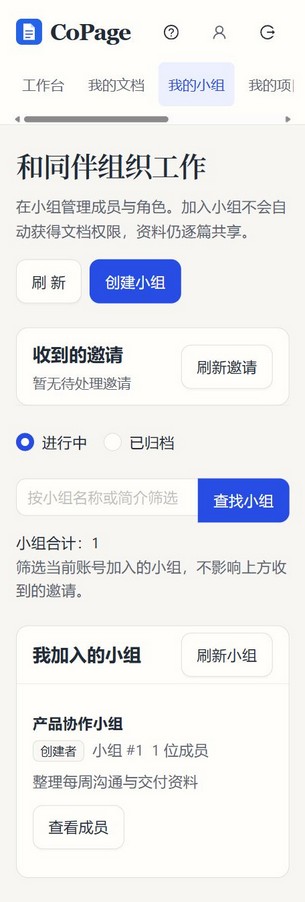 CoPage
工作台 我的文档 我的小组 我的项
和同伴组织工作
在小组管理成员与角色。加入小组不会自
动获得文档权限，资料仍逐篇共享。
刷 新 创建小组
收到的邀请
暂无待处理邀请
刷新邀请
进行中 已归档
按小组名称或简介筛选 查找小组
小组合计：1
筛选当前账号加入的小组，不影响上方收
到的邀请。
我加入的小组 刷新小组
产品协作小组
创建者 小组 #1 1 位成员
整理每周沟通与交付资料
查看成员